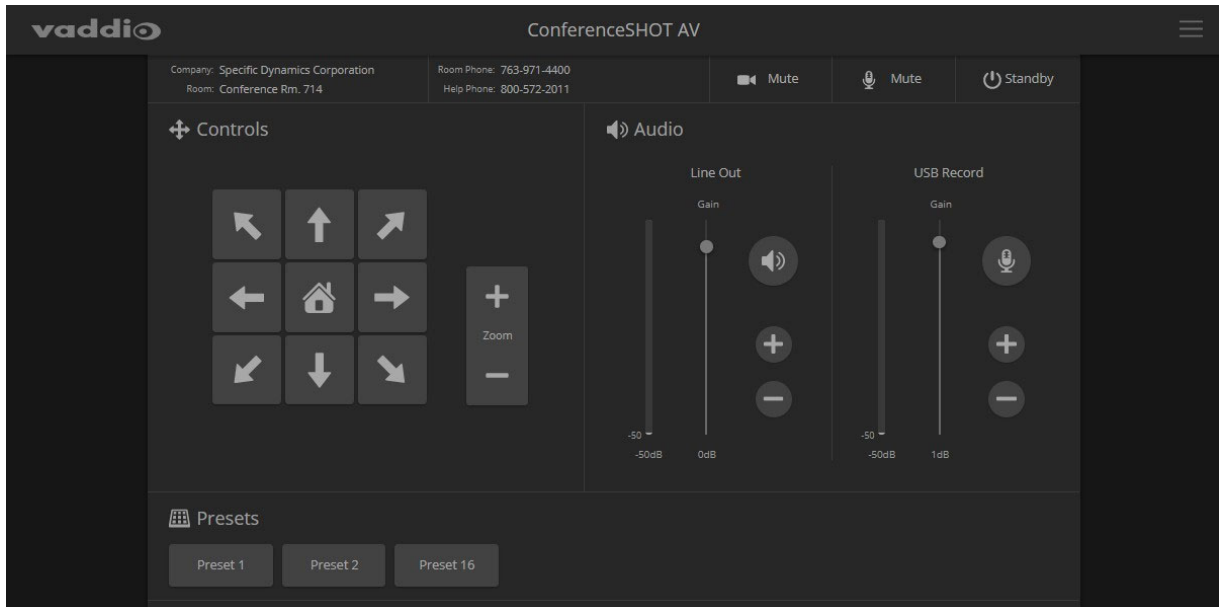 vaddio
ConferenceSHOT AV
Company: Specific Dynamics Corporation
Room: Conference Rm. 714
Room Phone: 763-971-4400
Help Phone: 800-572-2011
Mute
Mute
Standby
Controls
Zoom
Audio
Line Out
Gain
-50
-50dB 0dB
USB Record
Gain
-50
-50dB 1dB
Presets
Preset 1
Preset 2
Preset 16